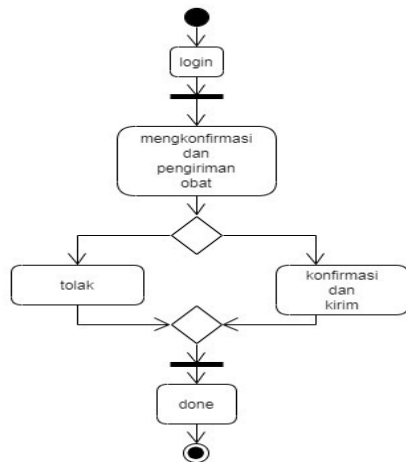 login
mengkonfirmasi
dan
pengiriman
obat
tolak
konfirmasi
dan
kirim
done